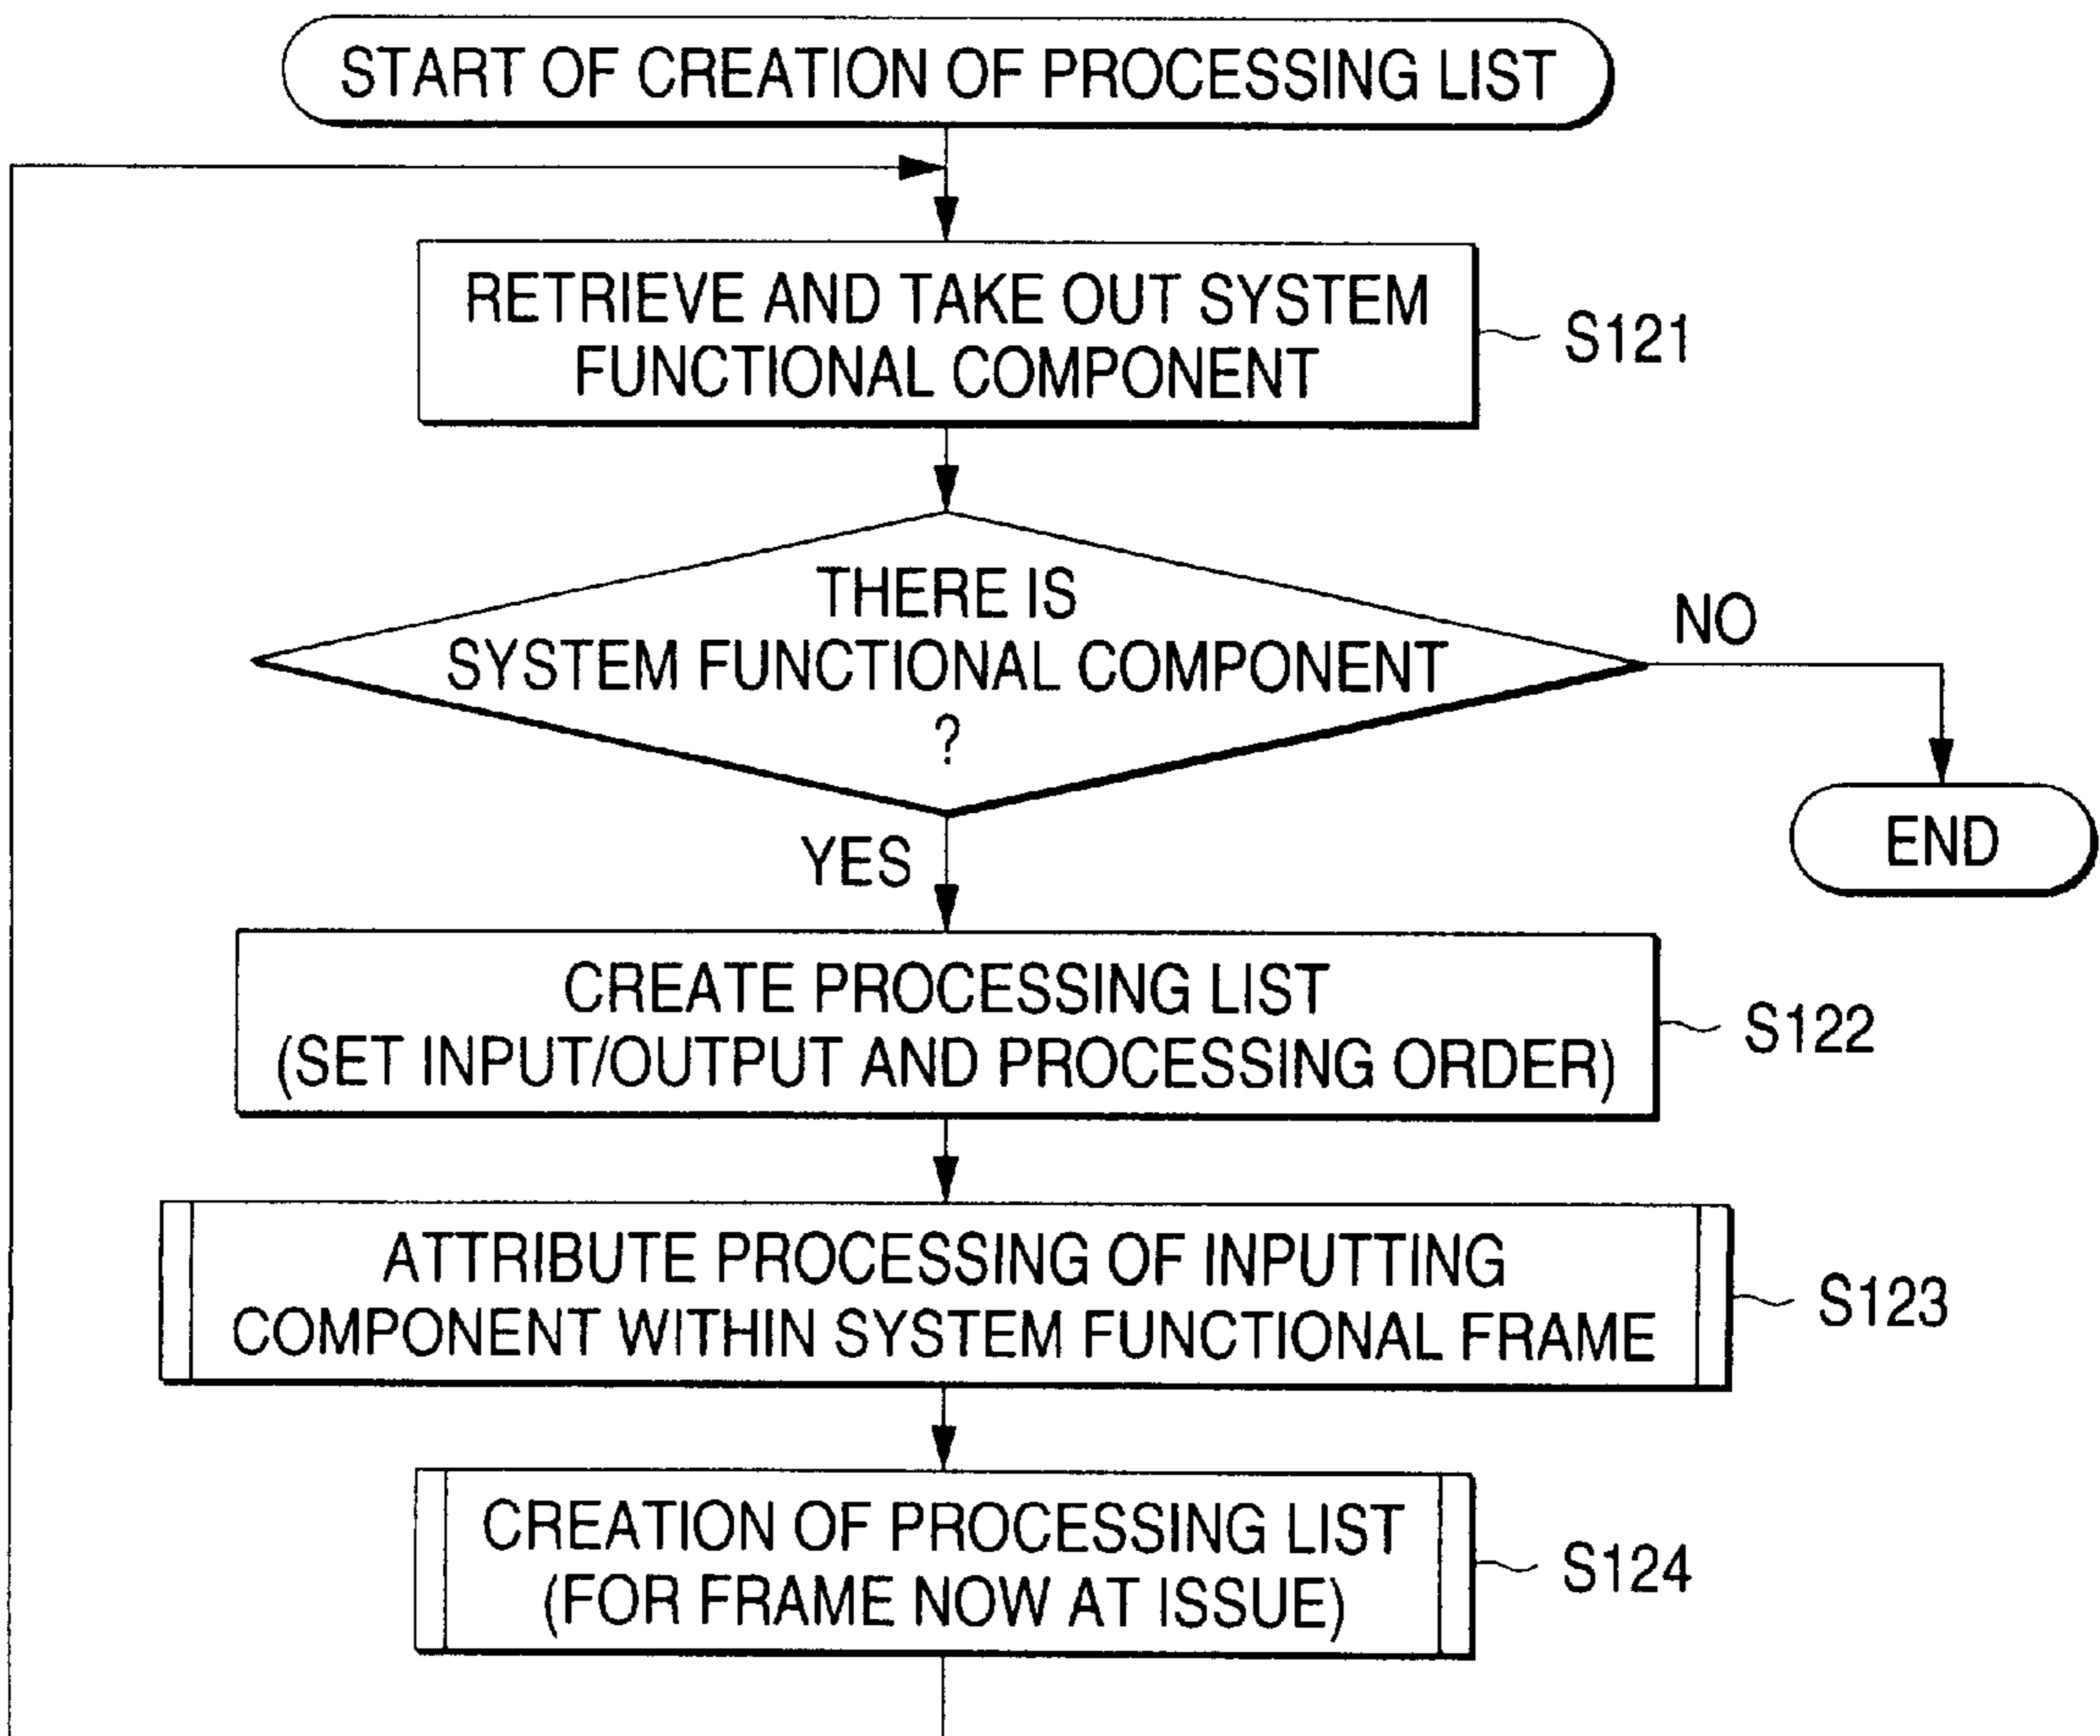 START OF CREATION OF PROCESSING LIST
RETRIEVE AND TAKE OUT SYSTEM
FUNCTIONAL COMPONENT
S121
THERE IS
SYSTEM FUNCTIONAL COMPONENT
?
NO
END
YES
CREATE PROCESSING LIST
(SET INPUT/OUTPUT AND PROCESSING ORDER)
S122
ATTRIBUTE PROCESSING OF INPUTTING
COMPONENT WITHIN SYSTEM FUNCTIONAL FRAME
S123
CREATION OF PROCESSING LIST
(FOR FRAME NOW AT ISSUE)
S124